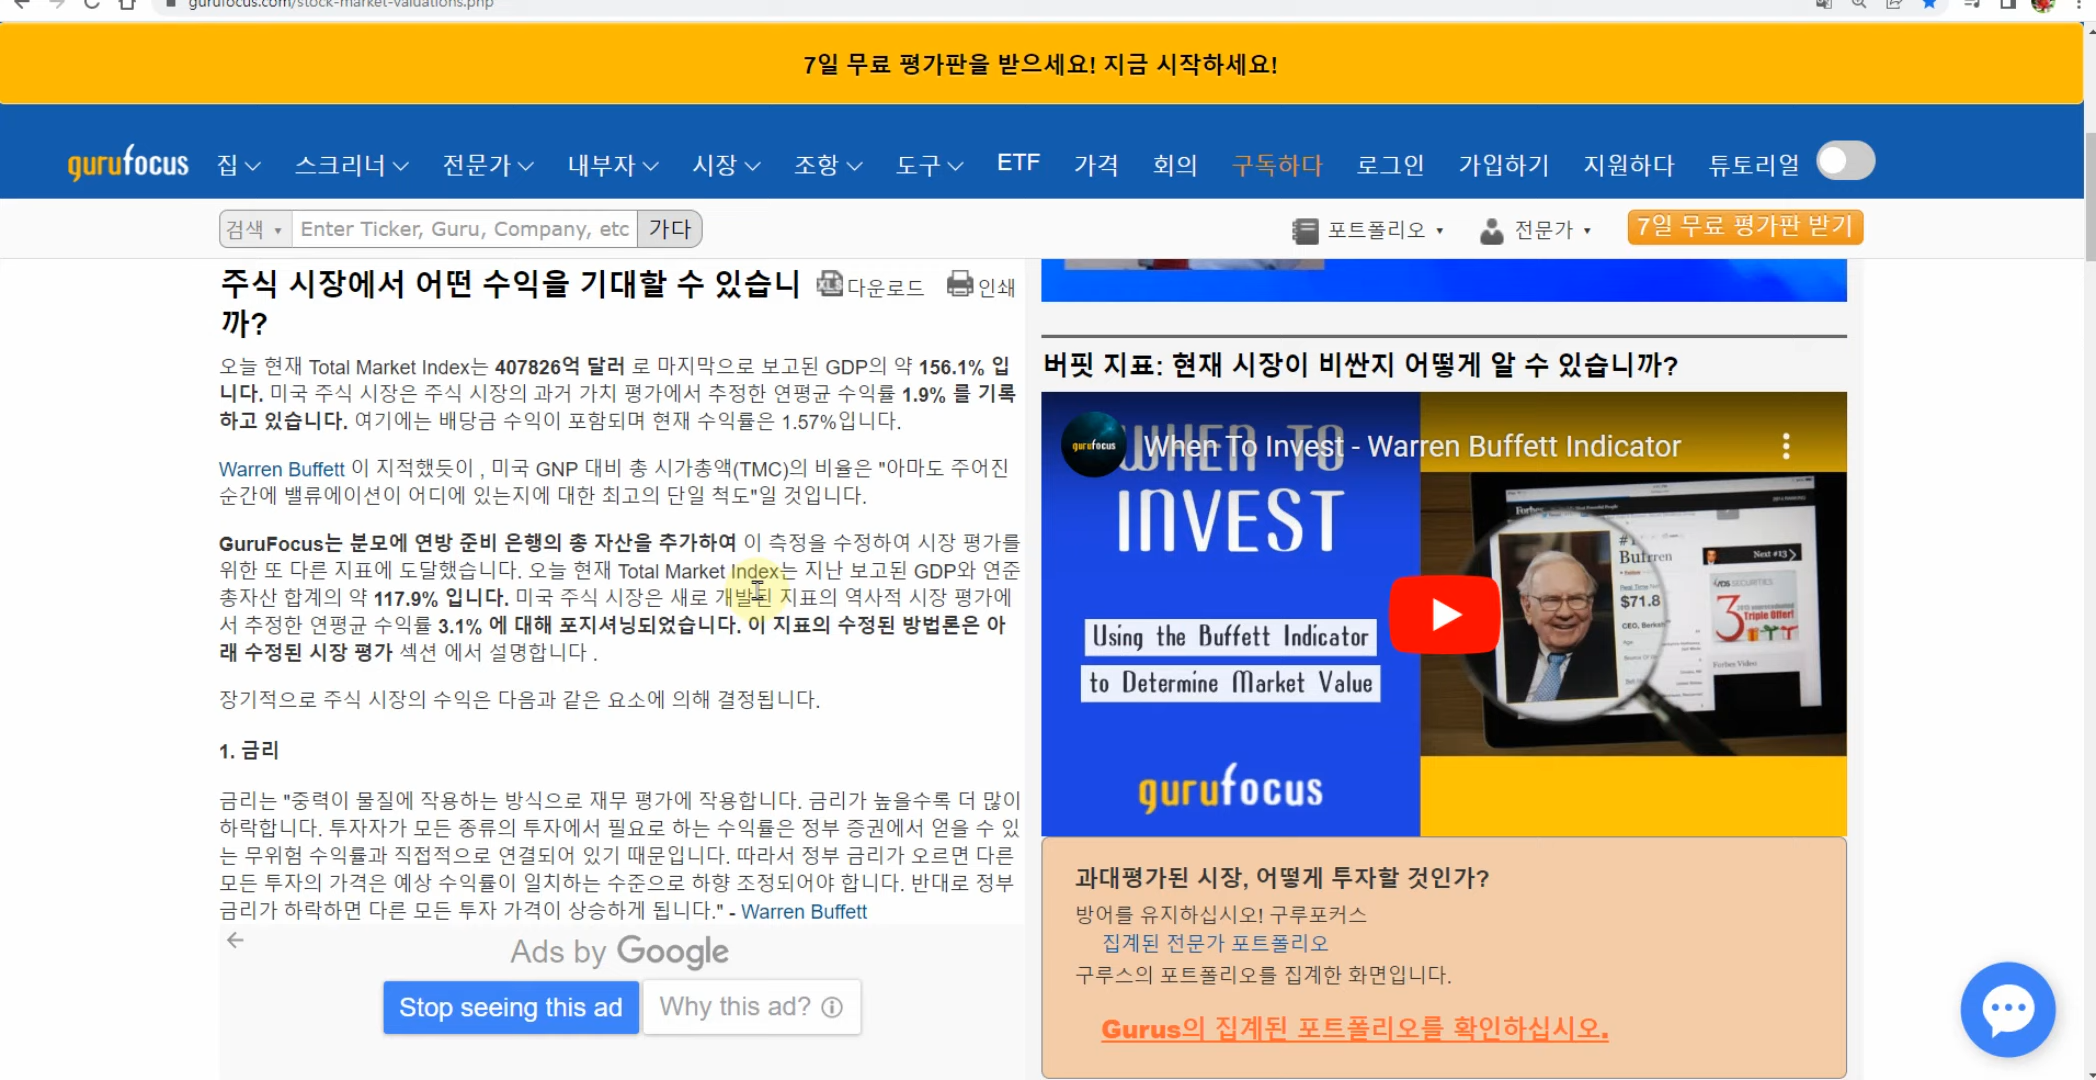 gurufocus.com/stock-market-valuations.php
7일 무료 평가판을 받으세요! 지금 시작하세요!
gurufocus 집 스크리너 전문가 내부자 시장 조항 도구 ETF 가격 회의 구독하다 로그인 가입하기 지원하다 튜토리얼
검색 Enter Ticker, Guru, Company, etc 가다 포트폴리오 전문가 7일 무료 평가판 받기
주식 시장에서 어떤 수익을 기대할 수 있습니
까?
XLS 다운로드 인쇄
오늘 현재 Total Market Index는 407826억 달러 로 마지막으로 보고된 GDP의 약 156.1% 입
니다. 미국 주식 시장은 주식 시장의 과거 가치 평가에서 추정한 연평균 수익률 1.9% 를 기록
하고 있습니다. 여기에는 배당금 수익이 포함되며 현재 수익률은 1.57%입니다.
Warren Buffett 이 지적했듯이 , 미국 GNP 대비 총 시가총액(TMC)의 비율은 "아마도 주어진
순간에 밸류에이션이 어디에 있는지에 대한 최고의 단일 척도"일 것입니다.
GuruFocus는 분모에 연방 준비 은행의 총 자산을 추가하여 이 측정을 수정하여 시장 평가를
위한 또 다른 지표에 도달했습니다. 오늘 현재 Total Market Index는 지난 보고된 GDP와 연준
총자산 합계의 약 117.9% 입니다. 미국 주식 시장은 새로 개발된 지표의 역사적 시장 평가에
서 추정한 연평균 수익률 3.1% 에 대해 포지셔닝되었습니다. 이 지표의 수정된 방법론은 아
래 수정된 시장 평가 섹션 에서 설명합니다 .
장기적으로 주식 시장의 수익은 다음과 같은 요소에 의해 결정됩니다.
1. 금리
금리는 "중력이 물질에 작용하는 방식으로 재무 평가에 작용합니다. 금리가 높을수록 더 많이
하락합니다. 투자자가 모든 종류의 투자에서 필요로 하는 수익률은 정부 증권에서 얻을 수 있
는 무위험 수익률과 직접적으로 연결되어 있기 때문입니다. 따라서 정부 금리가 오르면 다른
모든 투자의 가격은 예상 수익률이 일치하는 수준으로 하향 조정되어야 합니다. 반대로 정부
금리가 하락하면 다른 모든 투자 가격이 상승하게 됩니다." - Warren Buffett
Ads by Google
Stop seeing this ad Why this ad?
버핏 지표: 현재 시장이 비싼지 어떻게 알 수 있습니까?
gurufocus When To Invest - Warren Buffett Indicator
WHEN TO
INVEST
Using the Buffett Indicator
to Determine Market Value
gurufocus
Forbes
Buffren
Next #13
$71.8
3
Triple Offer!
Forbes Video:
과대평가된 시장, 어떻게 투자할 것인가?
방어를 유지하십시오! 구루포커스
집계된 전문가 포트폴리오
구루스의 포트폴리오를 집계한 화면입니다.
Gurus의 집계된 포트폴리오를 확인하십시오.